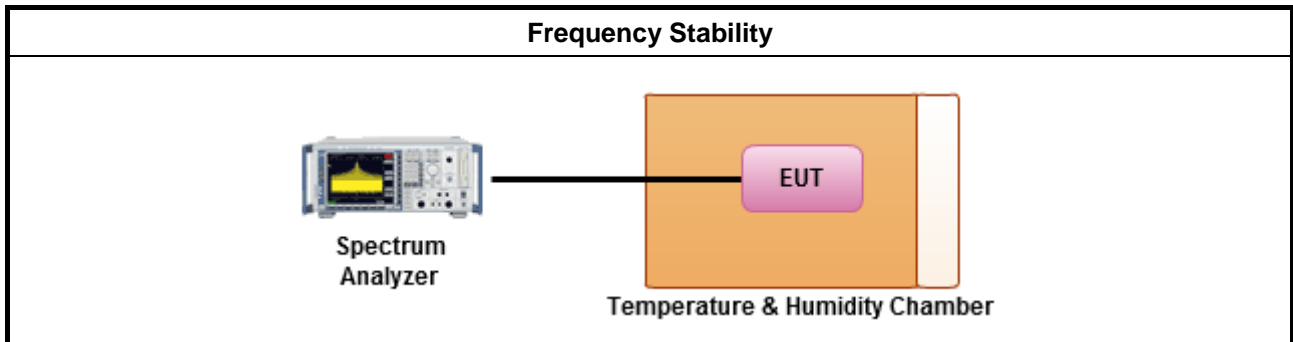 Frequency Stability
EUT
Spectrum
Analyzer
Temperature & Humidity Chamber